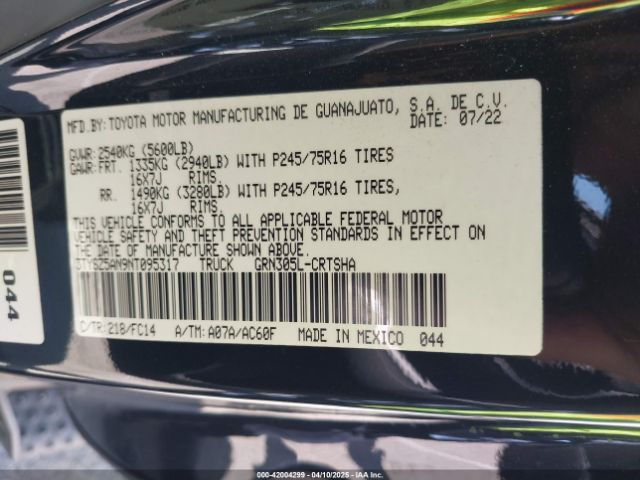 MFD.BY:TOYOTA MOTOR MANUFACTURING DE GUANAJUATO, S.A. DE C.V.
DATE: 07/22
GVWR:2540KG (5600LB)
GAWR:FRT. 1335KG (2940LB) WITH P245/75R16 TIRES
16X7J RIMS.
RR. 1490KG (3280LB) WITH P245/75R16 TIRES,
16X7J RIMS.
THIS VEHICLE CONFORMS TO ALL APPLICABLE FEDERAL MOTOR
VEHICLE SAFETY AND THEFT PREVENTION STANDARDS IN EFFECT ON
THE DATE OF MANUFACTURE SHOWN ABOVE.
3TYSZ5AN9NT095317 TRUCK GRN305L-CRTSHA
C/TR:218/FC14 A/TM:A07A/AC60F MADE IN MEXICO 044
044
000-42004299 - 04/10/2025 - IAAI.COM